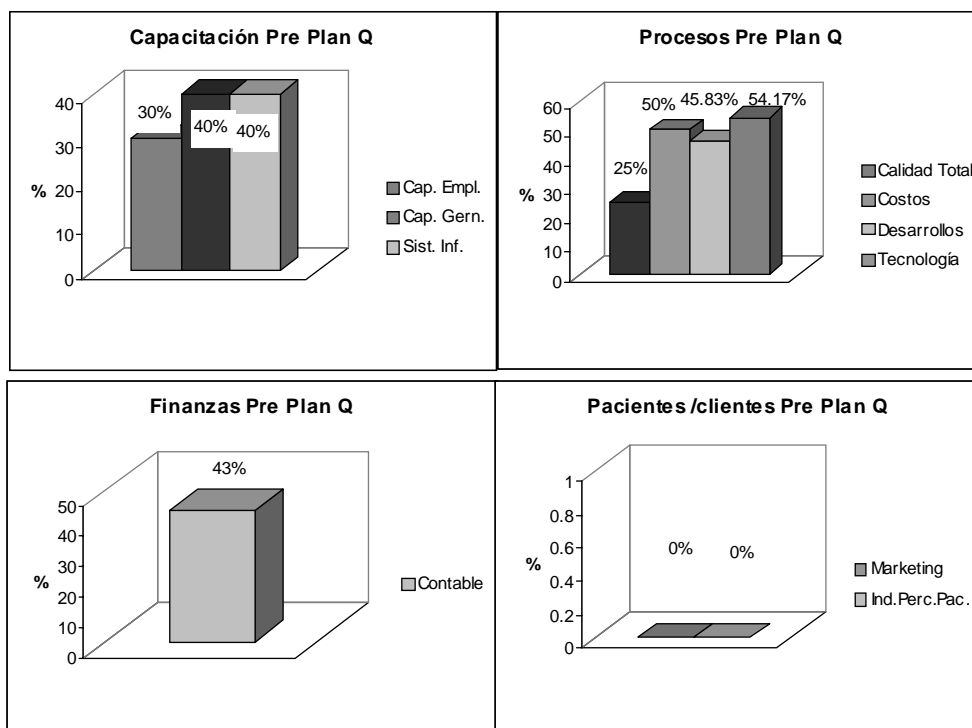 Capacitación Pre Plan Q
40
30
20
10
0
%
30%
40%
40%
Cap. Empl.
Cap. Gern.
Sist. Inf.
Procesos Pre Plan Q
60
50
40
30
20
10
0
%
25%
50%
45.83%
54.17%
Calidad Total
Costos
Desarrollos
Tecnología
Finanzas Pre Plan Q
50
40
30
20
10
0
%
43%
Contable
Pacientes /clientes Pre Plan Q
1
0.8
0.6
0.4
0.2
0
%
0%
0%
Marketing
Ind.Perc.Pac.